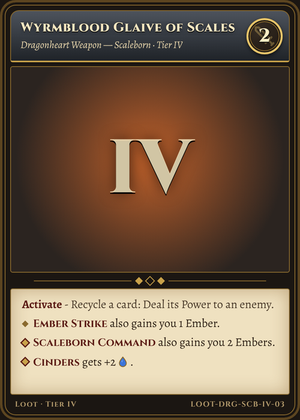 Wyrmblood Glaive of Scales
Dragonheart Weapon — Scaleborn · Tier IV
2
IV
Activate - Recycle a card: Deal its Power to an enemy.
Ember Strike also gains you 1 Ember.
Scaleborn Command also gains you 2 Embers.
Cinders gets +2 💧 .
Loot · Tier IV
LOOT-DRG-SCB-IV-03